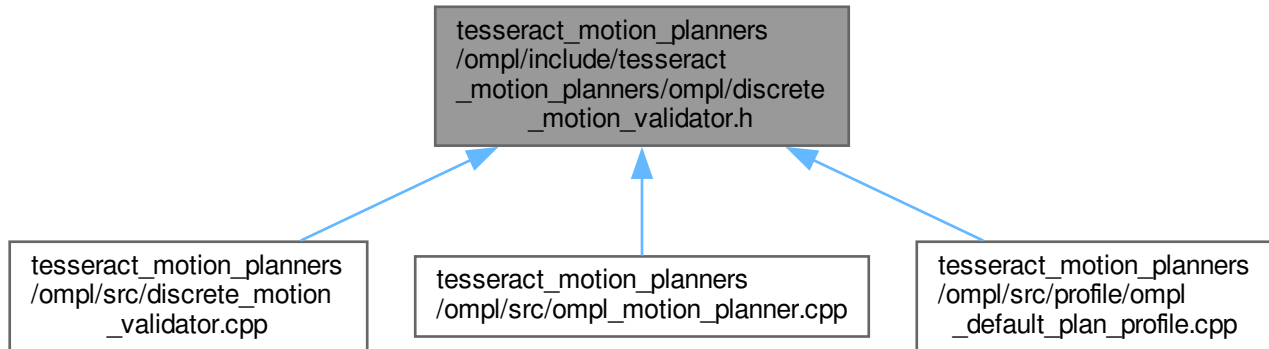 tesseract_motion_planners
/ompl/include/tesseract
_motion_planners/ompl/discrete
_motion_validator.h
tesseract_motion_planners
/ompl/src/discrete_motion
_validator.cpp
tesseract_motion_planners
/ompl/src/ompl_motion_planner.cpp
tesseract_motion_planners
/ompl/src/profile/ompl
_default_plan_profile.cpp